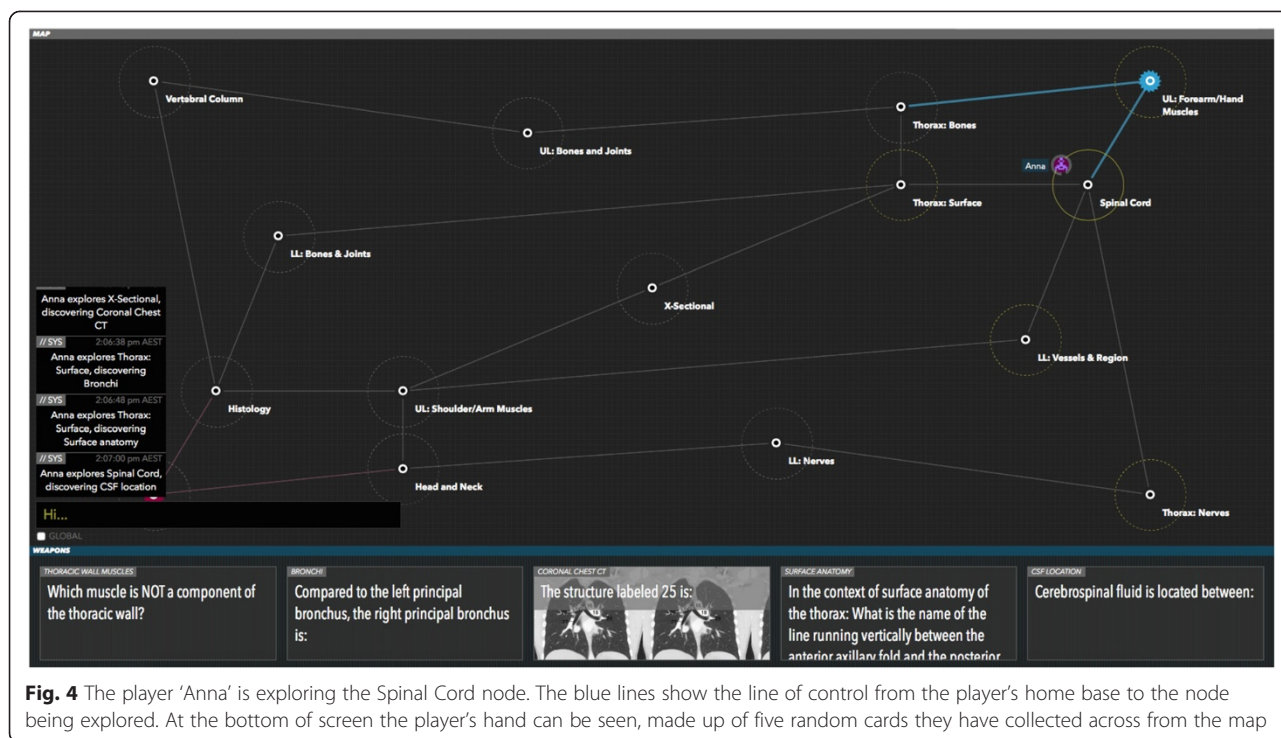 MAP
Vertabral Column
UL: Forearm/Hand
Muscles
Thorax: Bones
UL: Bones and Joints
Anna
Thorax: Surface
Spinal Cord
LL: Bones & Joints
X-Sectional
LL: Vessels & Region
Histology
UL: Shoulder/Arm Muscles
LL: Nerves
Head and Neck
Thorax: Nerves
Anna explores X-Sectional,
discovering Coronal Chest
CT
// SYS 2:06:38 pm AEST
Anna explores Thorax:
Surface, discovering
Bronchi
// SYS 2:06:48 pm AEST
Anna explores Thorax:
Surface, discovering
Surface anatomy
// SYS 2:07:00 pm AEST
Anna explores Spinal Cord,
discovering CSF location
Hi...
GLOBAL
WEAPONS
THORACIC WALL MUSCLES
Which muscle is NOT a component of
the thoracic wall?
BRONCHI
Compared to the left principal
bronchus, the right principal bronchus
is:
CORONAL CHEST CT
The structure labeled 25 is:
SURFACE ANATOMY
In the context of surface anatomy of
the thorax: What is the name of the
line running vertically between the
anterior axillary fold and the posterior
CSF LOCATION
Cerebrospinal fluid is located between:
Fig. 4 The player ‘Anna’ is exploring the Spinal Cord node. The blue lines show the line of control from the player’s home base to the node
being explored. At the bottom of screen the player’s hand can be seen, made up of five random cards they have collected across from the map